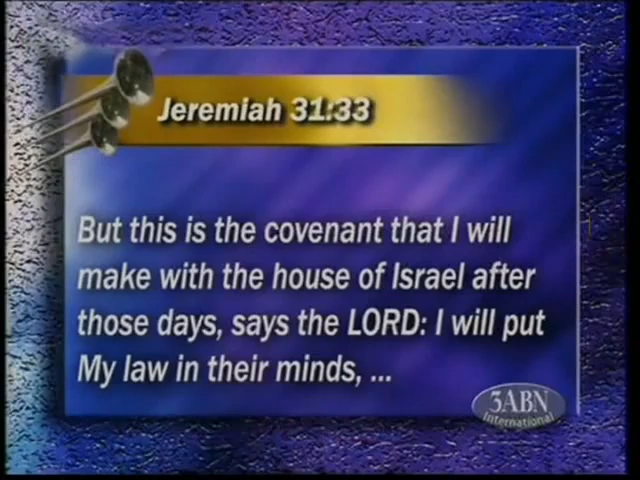 Jeremiah 31:33
But this is the covenant that I will
make with the house of Israel after
those days, says the LORD: I will put
My law in their minds, ...
3ABN
International